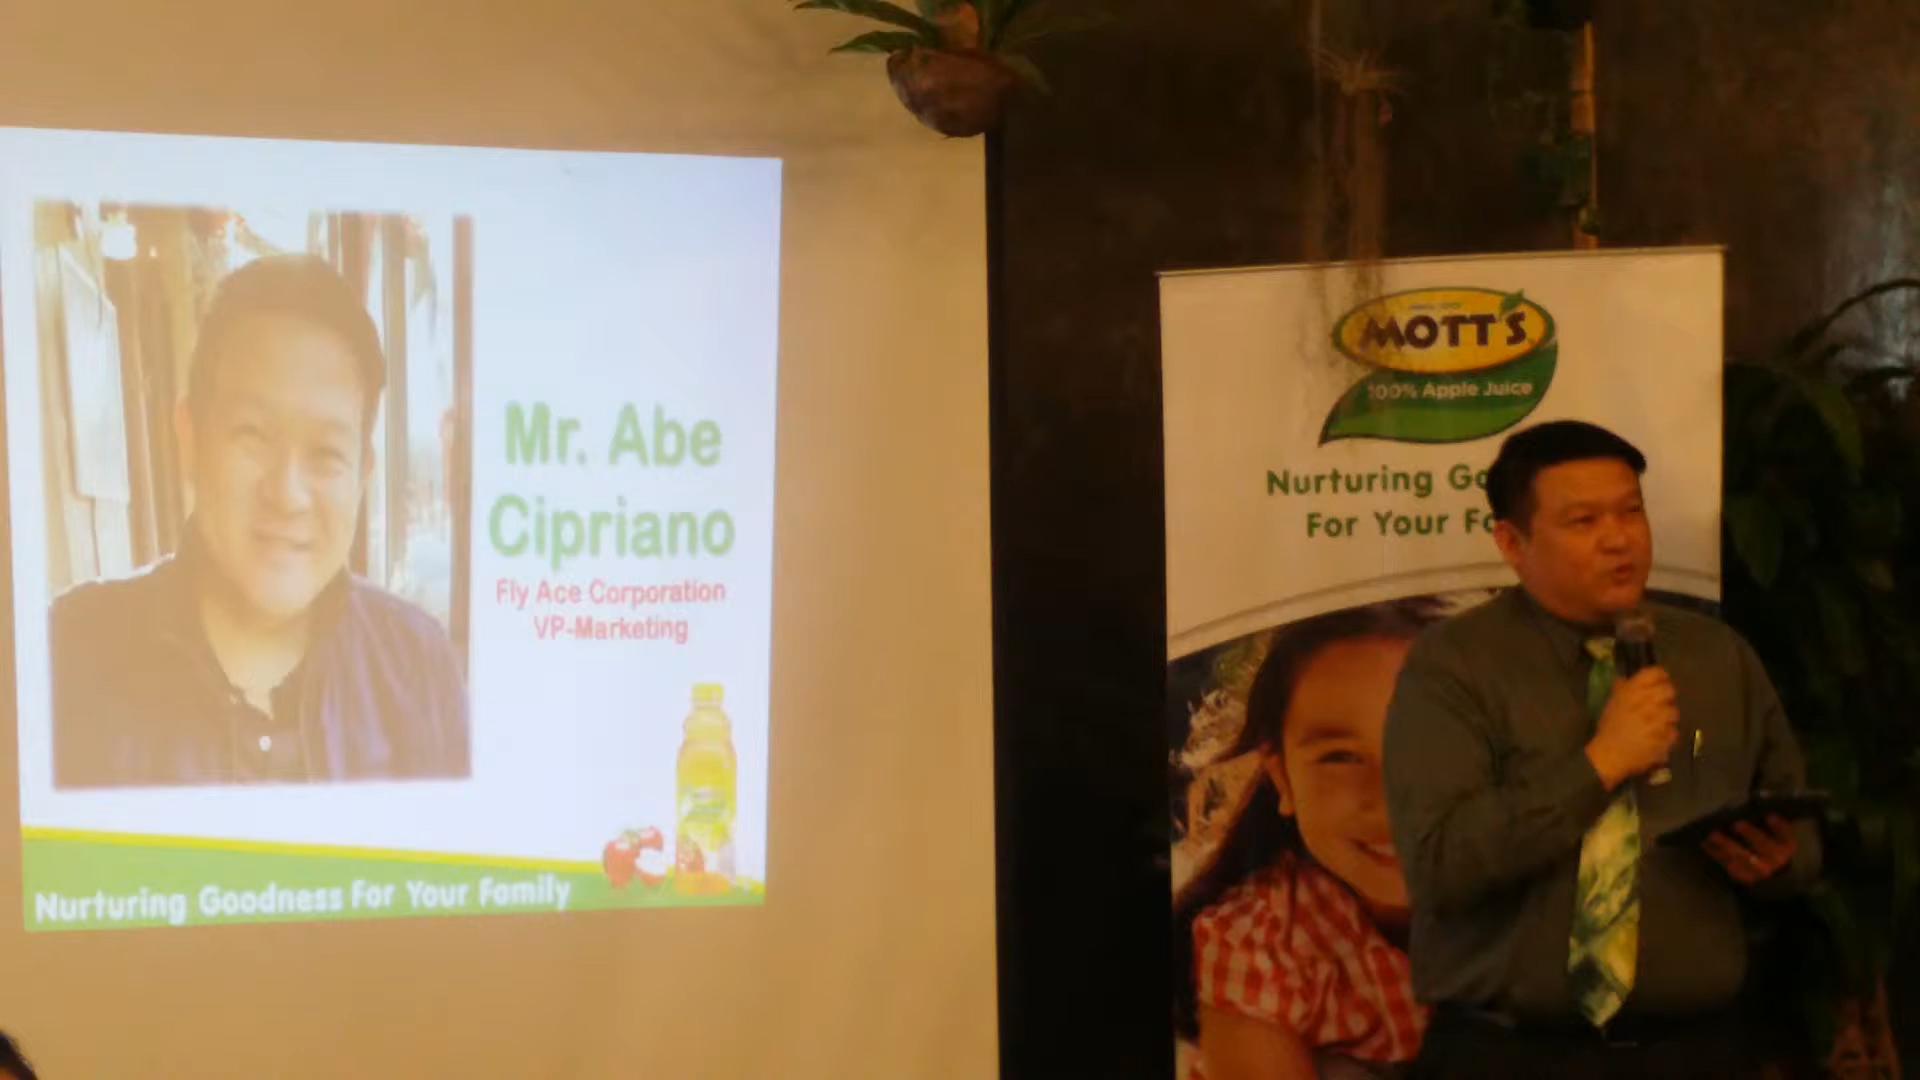 Mr. Abe
Cipriano
Fly Ace Corporation
VP-Marketing
Nurturing Goodness For Your Family
MOTT'S
100% Apple Juice
Nurturing Go
For Your Fa